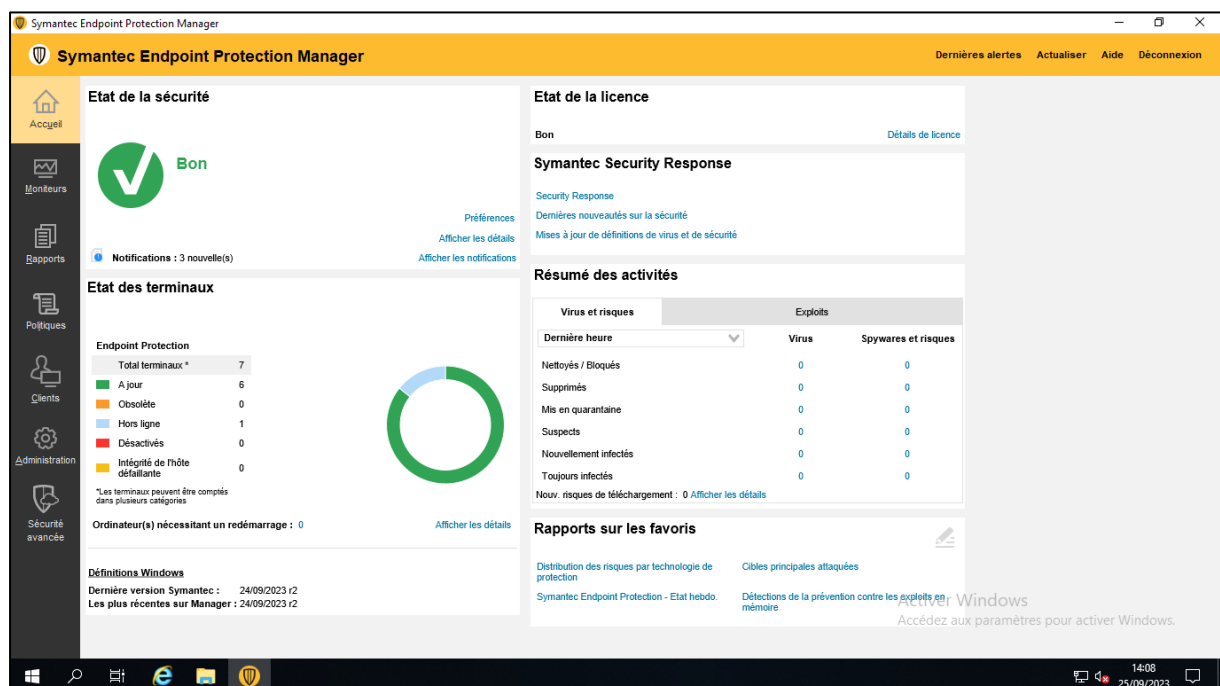 Symantec Endpoint Protection Manager
Symantec Endpoint Protection Manager
Dernières alertes Actualiser Aide Déconnexion
Accueil
Moniteurs
Rapports
Politiques
Clients
Administration
Sécurité
avancée
Etat de la sécurité
Bon
Préférences
Afficher les détails
Notifications : 3 nouvelle(s) Afficher les notifications
Etat des terminaux
Endpoint Protection
Total terminaux * 7
A jour 6
Obsolète 0
Hors ligne 1
Désactivés 0
Intégrité de l'hôte
défaillante 0
*Les terminaux peuvent être comptés
dans plusieurs catégories
Ordinateur(s) nécessitant un redémarrage : 0 Afficher les détails
Définitions Windows
Dernière version Symantec : 24/09/2023 r2
Les plus récentes sur Manager : 24/09/2023 r2
Etat de la licence
Bon Détails de licence
Symantec Security Response
Security Response
Dernières nouveautés sur la sécurité
Mises à jour de définitions de virus et de sécurité
Résumé des activités
Virus et risques Exploits
Dernière heure Virus Spywares et risques
Nettoyés / Bloqués 0 0
Supprimés 0 0
Mis en quarantaine 0 0
Suspects 0 0
Nouvellement infectés 0 0
Toujours infectés 0 0
Nouv. risques de téléchargement : 0 Afficher les détails
Rapports sur les favoris
Distribution des risques par technologie de
protection
Cibles principales attaquées
Symantec Endpoint Protection - Etat hebdo.
Détections de la prévention contre les exploits en
mémoire
Activer Windows
Accédez aux paramètres pour activer Windows.
14:08
25/09/2023